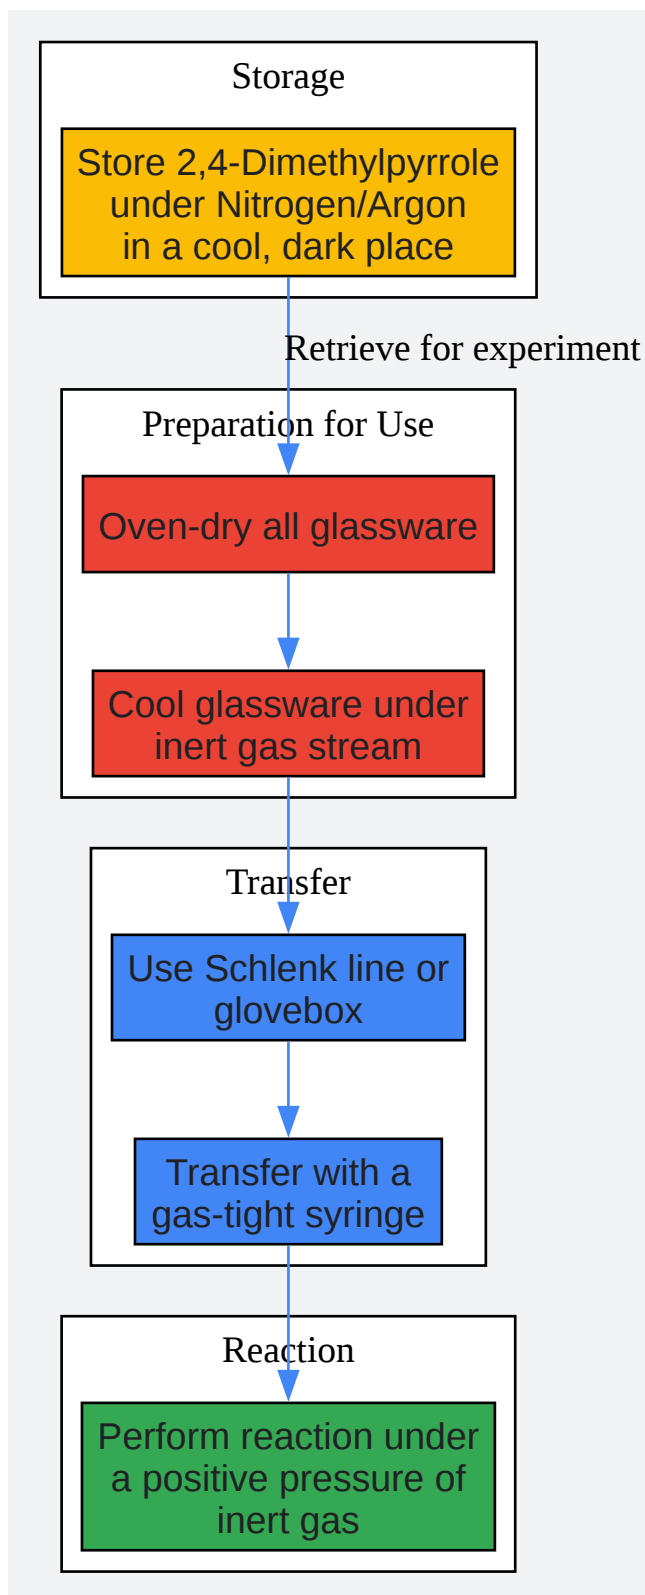 Storage
Store 2,4-Dimethylpyrrole
under Nitrogen/Argon
in a cool, dark place
Retrieve for experiment
Preparation for Use
Oven-dry all glassware
Cool glassware under
inert gas stream
Transfer
Use Schlenk line or
glovebox
Transfer with a
gas-tight syringe
Reaction
Perform reaction under
a positive pressure of
inert gas